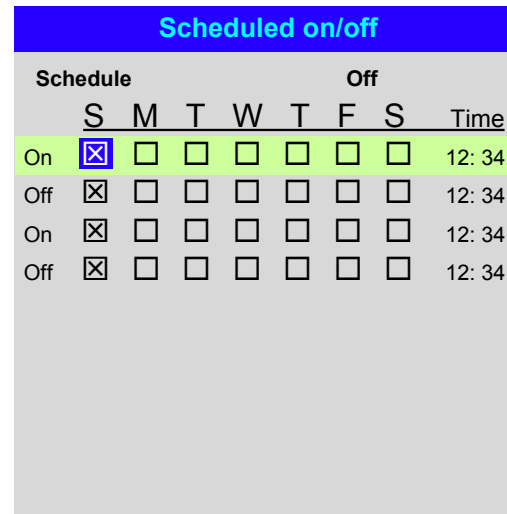 Scheduled on/off
Schedule Off
S M T W T F S Time
On ☒ ☐ ☐ ☐ ☐ ☐ ☐ 12: 34
Off ☒ ☐ ☐ ☐ ☐ ☐ ☐ 12: 34
On ☒ ☐ ☐ ☐ ☐ ☐ ☐ 12: 34
Off ☒ ☐ ☐ ☐ ☐ ☐ ☐ 12: 34